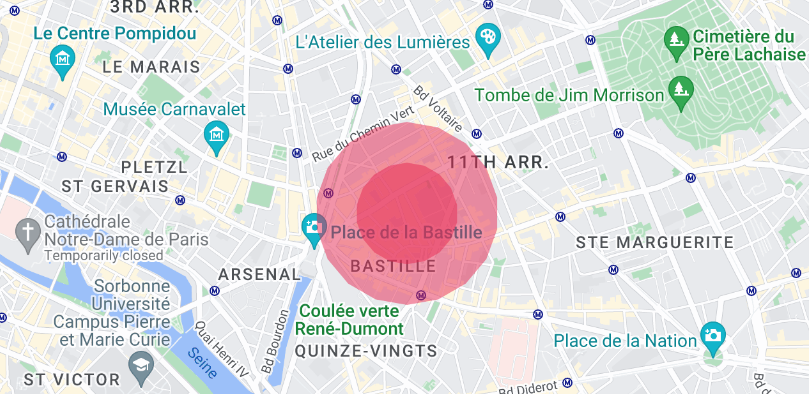 3RD ARR.
Le Centre Pompidou
L'Atelier des Lumières
Cimetière du
Père Lachaise
LE MARAIS
Bd Voltaire
Tombe de Jim Morrison
Musée Carnavalet
Rue du Chemin Vert
11TH ARR.
PLETZL
ST GERVAIS
Cathédrale
Notre-Dame de Paris
Temporarily closed
Place de la Bastille
STE MARGUERITE
BASTILLE
ARSENAL
Sorbonne
Université
Campus Pierre
et Marie Curie
Coulée verte
René-Dumont
Quai Henri IV
Bd Bourdon
QUINZE-VINGTS
Place de la Nation
Seine
ST VICTOR
Bd Diderot